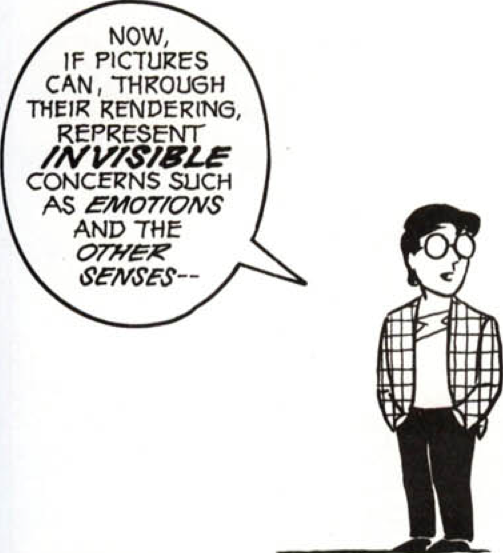 NOW,
IF PICTURES
CAN, THROUGH
THEIR RENDERING,
REPRESENT
INVISIBLE
CONCERNS SUCH
AS EMOTIONS
AND THE
OTHER
SENSES--